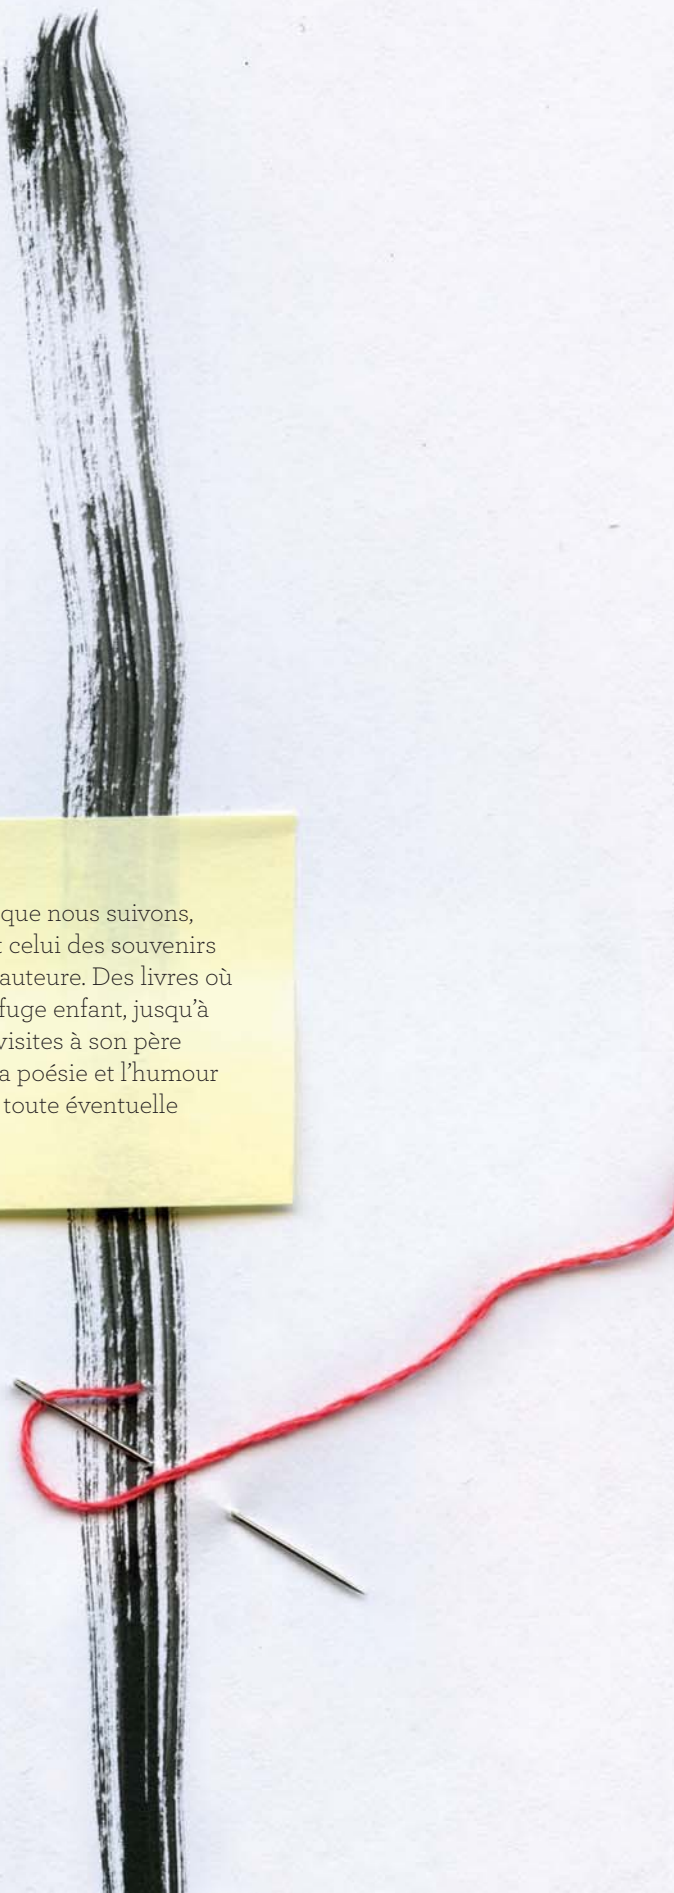 que nous suivons,
celui des souvenirs
auteure. Des livres où
fuge enfant, jusqu’à
visites à son père
a poésie et l’humour
toute éventuelle